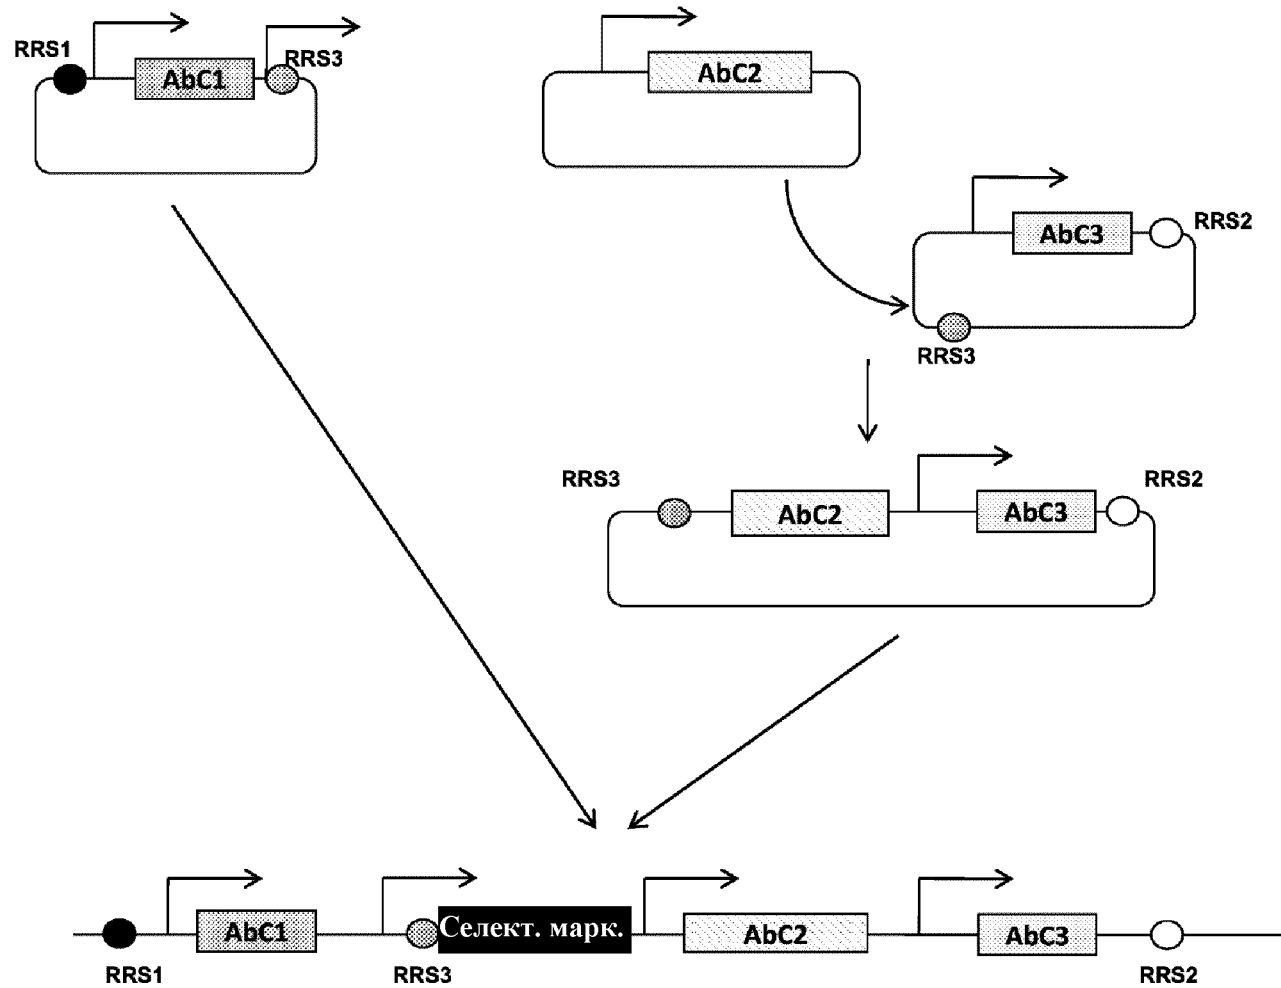 RRS1
AbC1
RRS3
AbC2
AbC3
RRS2
RRS3
RRS3
AbC2
AbC3
RRS2
AbC1
Селект. марк.
AbC2
AbC3
RRS1
RRS3
RRS2